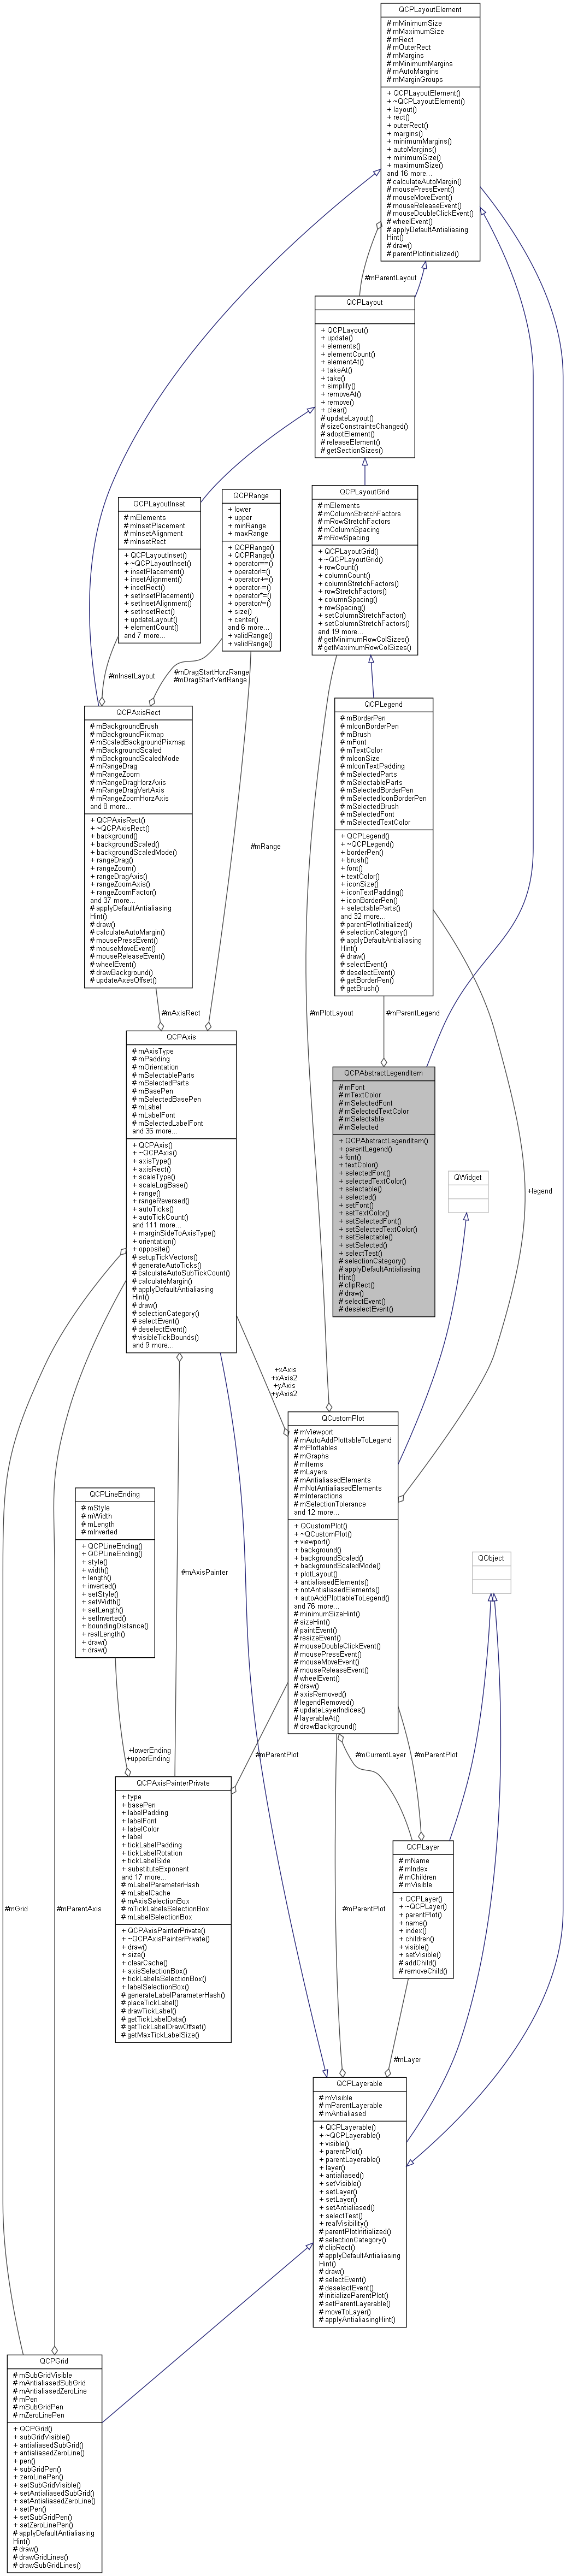 QCPLayoutElement
# mMinimumSize
# mMaximumSize
# mRect
# mOuterRect
# mMargins
# mMinimumMargins
# mAutoMargins
# mMarginGroups
+ QCPLayoutElement()
+ ~QCPLayoutElement()
+ layout()
+ rect()
+ outerRect()
+ margins()
+ minimumMargins()
+ autoMargins()
+ minimumSize()
+ maximumSize()
and 16 more...
# calculateAutoMargin()
# mousePressEvent()
# mouseMoveEvent()
# mouseReleaseEvent()
# mouseDoubleClickEvent()
# wheelEvent()
# applyDefaultAntialiasing
Hint()
# draw()
# parentPlotInitialized()
#mParentLayout
QCPLayout
+ QCPLayout()
+ update()
+ elements()
+ elementCount()
+ elementAt()
+ takeAt()
+ take()
+ simplify()
+ removeAt()
+ remove()
+ clear()
# updateLayout()
# sizeConstraintsChanged()
# adoptElement()
# releaseElement()
# getSectionSizes()
QCPLayoutInset
# mElements
# mInsetPlacement
# mInsetAlignment
# mInsetRect
+ QCPLayoutInset()
+ ~QCPLayoutInset()
+ insetPlacement()
+ insetAlignment()
+ insetRect()
+ setInsetPlacement()
+ setInsetAlignment()
+ setInsetRect()
+ updateLayout()
+ elementCount()
and 7 more...
QCPRange
+ lower
+ upper
+ minRange
+ maxRange
+ QCPRange()
+ QCPRange()
+ operator==()
+ operator!=()
+ operator+=()
+ operator-=()
+ operator*=()
+ operator/=()
+ size()
+ center()
and 6 more...
+ validRange()
+ validRange()
QCPLayoutGrid
# mElements
# mColumnStretchFactors
# mRowStretchFactors
# mColumnSpacing
# mRowSpacing
+ QCPLayoutGrid()
+ ~QCPLayoutGrid()
+ rowCount()
+ columnCount()
+ columnStretchFactors()
+ rowStretchFactors()
+ columnSpacing()
+ rowSpacing()
+ setColumnStretchFactor()
+ setColumnStretchFactors()
and 19 more...
# getMinimumRowColSizes()
# getMaximumRowColSizes()
#mInsetLayout
#mDragStartHorzRange
#mDragStartVertRange
QCPAxisRect
# mBackgroundBrush
# mBackgroundPixmap
# mScaledBackgroundPixmap
# mBackgroundScaled
# mBackgroundScaledMode
# mRangeDrag
# mRangeZoom
# mRangeDragHorzAxis
# mRangeDragVertAxis
# mRangeZoomHorzAxis
and 8 more...
+ QCPAxisRect()
+ ~QCPAxisRect()
+ background()
+ backgroundScaled()
+ backgroundScaledMode()
+ rangeDrag()
+ rangeZoom()
+ rangeDragAxis()
+ rangeZoomAxis()
+ rangeZoomFactor()
and 37 more...
# applyDefaultAntialiasing
Hint()
# draw()
# calculateAutoMargin()
# mousePressEvent()
# mouseMoveEvent()
# mouseReleaseEvent()
# wheelEvent()
# drawBackground()
# updateAxesOffset()
#mRange
QCPLegend
# mBorderPen
# mIconBorderPen
# mBrush
# mFont
# mTextColor
# mIconSize
# mIconTextPadding
# mSelectedParts
# mSelectableParts
# mSelectedBorderPen
# mSelectedIconBorderPen
# mSelectedBrush
# mSelectedFont
# mSelectedTextColor
+ QCPLegend()
+ ~QCPLegend()
+ borderPen()
+ brush()
+ font()
+ textColor()
+ iconSize()
+ iconTextPadding()
+ iconBorderPen()
+ selectableParts()
and 32 more...
# parentPlotInitialized()
# selectionCategory()
# applyDefaultAntialiasing
Hint()
# draw()
# selectEvent()
# deselectEvent()
# getBorderPen()
# getBrush()
#mAxisRect
#mPlotLayout
#mParentLegend
QCPAxis
# mAxisType
# mPadding
# mOrientation
# mSelectableParts
# mSelectedParts
# mBasePen
# mSelectedBasePen
# mLabel
# mLabelFont
# mSelectedLabelFont
and 36 more...
+ QCPAxis()
+ ~QCPAxis()
+ axisType()
+ axisRect()
+ scaleType()
+ scaleLogBase()
+ range()
+ rangeReversed()
+ autoTicks()
+ autoTickCount()
and 111 more...
+ marginSideToAxisType()
+ orientation()
+ opposite()
# setupTickVectors()
# generateAutoTicks()
# calculateAutoSubTickCount()
# calculateMargin()
# applyDefaultAntialiasing
Hint()
# draw()
# selectionCategory()
# selectEvent()
# deselectEvent()
# visibleTickBounds()
and 9 more...
QCPAbstractLegendItem
# mFont
# mTextColor
# mSelectedFont
# mSelectedTextColor
# mSelectable
# mSelected
+ QCPAbstractLegendItem()
+ parentLegend()
+ font()
+ textColor()
+ selectedFont()
+ selectedTextColor()
+ selectable()
+ selected()
+ setFont()
+ setTextColor()
+ setSelectedFont()
+ setSelectedTextColor()
+ setSelectable()
+ setSelected()
+ selectTest()
# selectionCategory()
# applyDefaultAntialiasing
Hint()
# clipRect()
# draw()
# selectEvent()
# deselectEvent()
QWidget
+legend
+xAxis
+xAxis2
+yAxis
+yAxis2
QCustomPlot
# mViewport
# mAutoAddPlottableToLegend
# mPlottables
# mGraphs
# mItems
# mLayers
# mAntialiasedElements
# mNotAntialiasedElements
# mInteractions
# mSelectionTolerance
and 12 more...
+ QCustomPlot()
+ ~QCustomPlot()
+ viewport()
+ background()
+ backgroundScaled()
+ backgroundScaledMode()
+ plotLayout()
+ antialiasedElements()
+ notAntialiasedElements()
+ autoAddPlottableToLegend()
and 76 more...
# minimumSizeHint()
# sizeHint()
# paintEvent()
# resizeEvent()
# mouseDoubleClickEvent()
# mousePressEvent()
# mouseMoveEvent()
# mouseReleaseEvent()
# wheelEvent()
# draw()
# axisRemoved()
# legendRemoved()
# updateLayerIndices()
# layerableAt()
# drawBackground()
QCPLineEnding
# mStyle
# mWidth
# mLength
# mInverted
+ QCPLineEnding()
+ QCPLineEnding()
+ style()
+ width()
+ length()
+ inverted()
+ setStyle()
+ setWidth()
+ setLength()
+ setInverted()
+ boundingDistance()
+ realLength()
+ draw()
+ draw()
#mAxisPainter
QObject
+lowerEnding
+upperEnding
#mParentPlot
#mCurrentLayer
#mParentPlot
QCPAxisPainterPrivate
+ type
+ basePen
+ labelPadding
+ labelFont
+ labelColor
+ label
+ tickLabelPadding
+ tickLabelRotation
+ tickLabelSide
+ substituteExponent
and 17 more...
# mLabelParameterHash
# mLabelCache
# mAxisSelectionBox
# mTickLabelsSelectionBox
# mLabelSelectionBox
+ QCPAxisPainterPrivate()
+ ~QCPAxisPainterPrivate()
+ draw()
+ size()
+ clearCache()
+ axisSelectionBox()
+ tickLabelsSelectionBox()
+ labelSelectionBox()
# generateLabelParameterHash()
# placeTickLabel()
# drawTickLabel()
# getTickLabelData()
# getTickLabelDrawOffset()
# getMaxTickLabelSize()
QCPLayer
# mName
# mIndex
# mChildren
# mVisible
+ QCPLayer()
+ ~QCPLayer()
+ parentPlot()
+ name()
+ index()
+ children()
+ visible()
+ setVisible()
# addChild()
# removeChild()
#mGrid
#mParentAxis
#mParentPlot
#mLayer
QCPLayerable
# mVisible
# mParentLayerable
# mAntialiased
+ QCPLayerable()
+ ~QCPLayerable()
+ visible()
+ parentPlot()
+ parentLayerable()
+ layer()
+ antialiased()
+ setVisible()
+ setLayer()
+ setLayer()
+ setAntialiased()
+ selectTest()
+ realVisibility()
# parentPlotInitialized()
# selectionCategory()
# clipRect()
# applyDefaultAntialiasing
Hint()
# draw()
# selectEvent()
# deselectEvent()
# initializeParentPlot()
# setParentLayerable()
# moveToLayer()
# applyAntialiasingHint()
QCPGrid
# mSubGridVisible
# mAntialiasedSubGrid
# mAntialiasedZeroLine
# mPen
# mSubGridPen
# mZeroLinePen
+ QCPGrid()
+ subGridVisible()
+ antialiasedSubGrid()
+ antialiasedZeroLine()
+ pen()
+ subGridPen()
+ zeroLinePen()
+ setSubGridVisible()
+ setAntialiasedSubGrid()
+ setAntialiasedZeroLine()
+ setPen()
+ setSubGridPen()
+ setZeroLinePen()
# applyDefaultAntialiasing
Hint()
# draw()
# drawGridLines()
# drawSubGridLines()